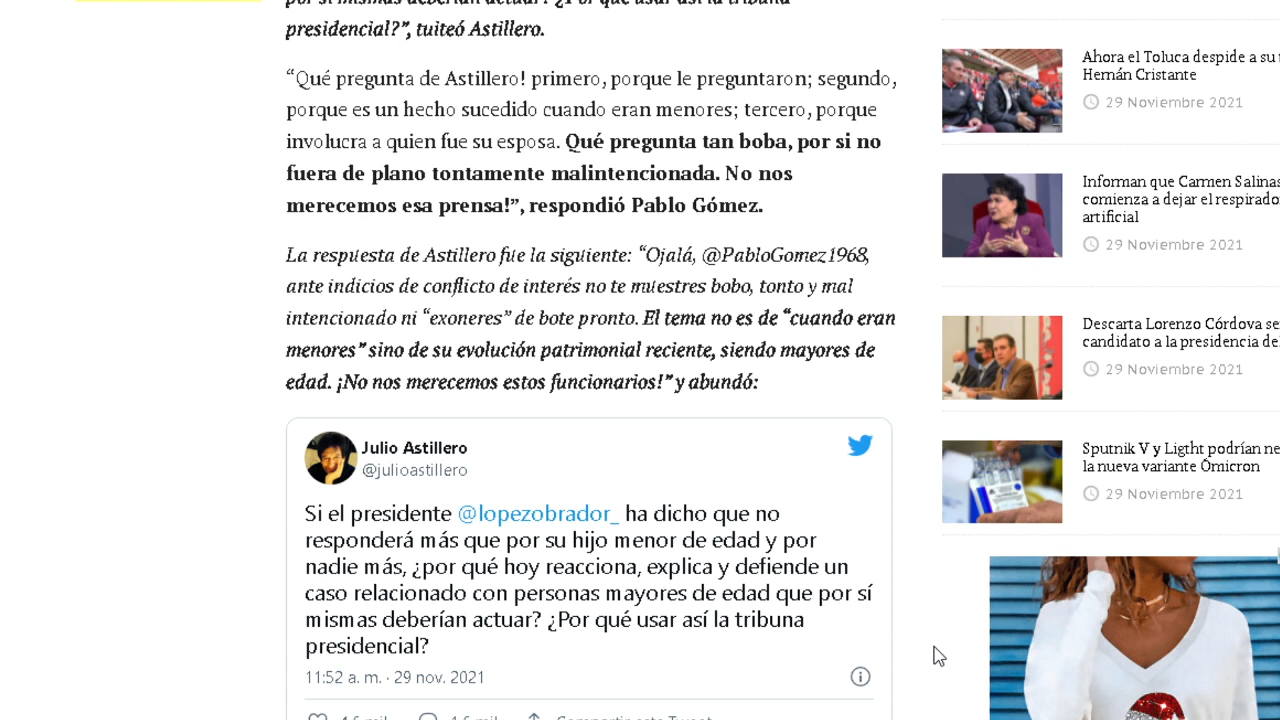 presidencial?”, tuiteó Astillero.
“Qué pregunta de Astillero! primero, porque le preguntaron; segundo,
porque es un hecho sucedido cuando eran menores; tercero, porque
involucra a quien fue su esposa. Qué pregunta tan boba, por si no
fuera de plano tontamente malintencionada. No nos
merecemos esa prensa!”, respondió Pablo Gómez.
La respuesta de Astillero fue la siguiente: “Ojalá, @PabloGomez1968,
ante indicios de conflicto de interés no te muestres bobo, tonto y mal
intencionado ni “exoneres” de bote pronto. El tema no es de “cuando eran
menores” sino de su evolución patrimonial reciente, siendo mayores de
edad. ¡No nos merecemos estos funcionarios!” y abundó:
Julio Astillero
@julioastillero
Si el presidente @lopezobrador_ ha dicho que no
responderá más que por su hijo menor de edad y por
nadie más, ¿por qué hoy reacciona, explica y defiende un
caso relacionado con personas mayores de edad que por sí
mismas deberían actuar? ¿Por qué usar así la tribuna
presidencial?
11:52 a. m. · 29 nov. 2021
Ahora el Toluca despide a su
Hernán Cristante
29 Noviembre 2021
Informan que Carmen Salinas
comienza a dejar el respirado
artificial
29 Noviembre 2021
Descarta Lorenzo Córdova se
candidato a la presidencia de
29 Noviembre 2021
Sputnik V y Ligtht podrían ne
la nueva variante Ómicron
29 Noviembre 2021